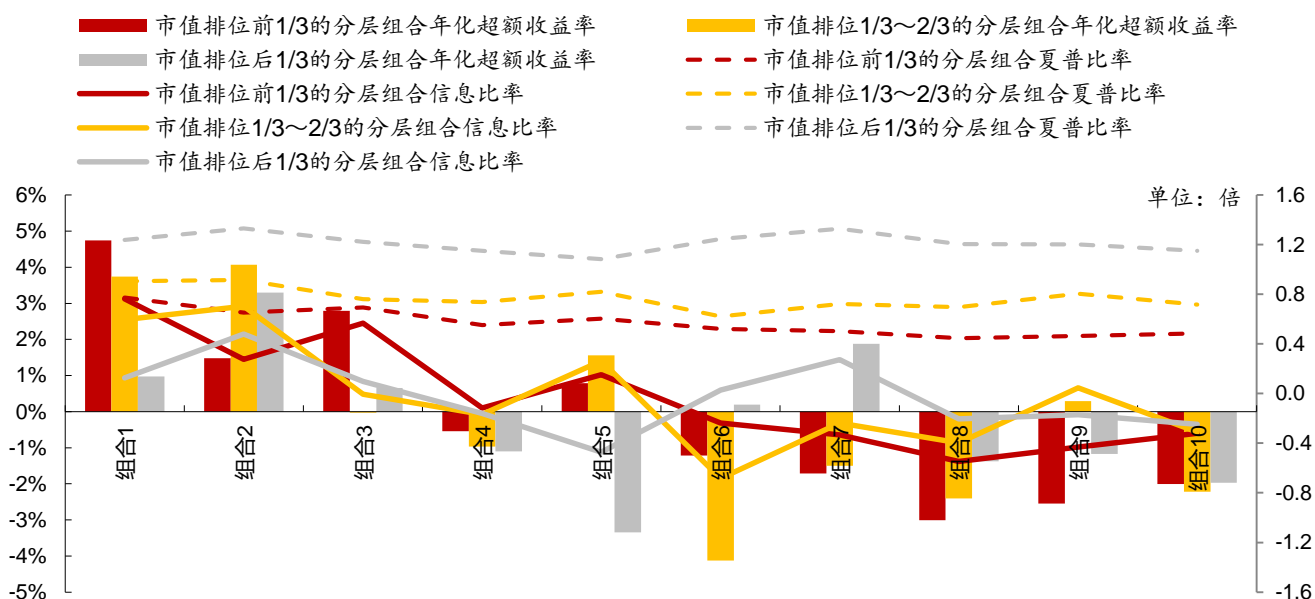 市值排位前1/3的分层组合年化超额收益率
市值排位1/3～2/3的分层组合年化超额收益率
市值排位后1/3的分层组合年化超额收益率
市值排位前1/3的分层组合夏普比率
市值排位前1/3的分层组合信息比率
市值排位1/3～2/3的分层组合夏普比率
市值排位1/3～2/3的分层组合信息比率
市值排位后1/3的分层组合夏普比率
市值排位后1/3的分层组合信息比率
单位：倍
6%
5%
4%
3%
2%
1%
0%
-1%
-2%
-3%
-4%
-5%
组合1
组合2
组合3
组合4
组合5
组合6
组合7
组合8
组合9
组合10
1.6
1.2
0.8
0.4
0.0
-0.4
-0.8
-1.2
-1.6